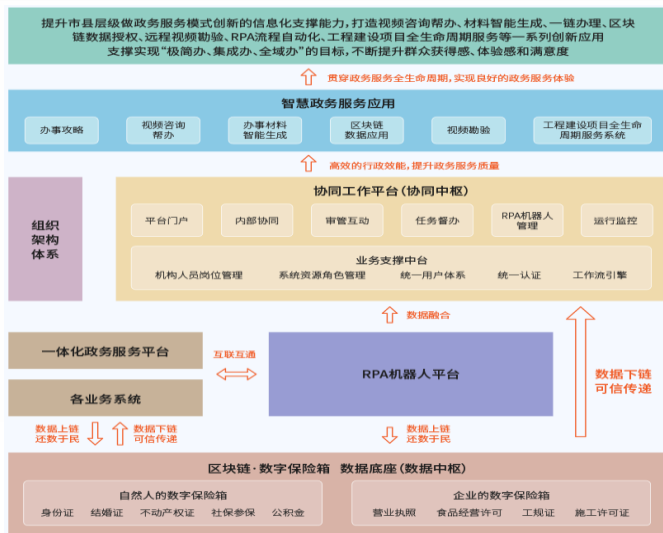 提升市县层级做政务服务模式创新的信息化支撑能力，打造视频咨询帮办、材料智能生成、一链办理、区块
链数据授权、远程视频勘验、RPA流程自动化、工程建设项目全生命周期服务等一系列创新应用
支撑实现“极简办、集成办、全域办”的目标，不断提升群众获得感、体验感和满意度
贯穿政务服务全生命周期，实现良好的政务服务体验
智慧政务服务应用
办事攻略
视频咨询
帮办
办事材料
智能生成
区块链
数据应用
视频勘验
工程建设项目全生命
周期服务系统
高效的行政效能，提升政务服务质量
组织
架构
体系
协同工作平台(协同中枢)
平台门户
内部协同
审管互动
任务督办
RPA机器人
管理
运行监控
业务支撑中台
机构人员岗位管理
系统资源角色管理
统一用户体系
统一认证
工作流引擎
数据融合
一体化政务服务平台
各业务系统
互联互通
RPA机器人平台
数据下链
可信传递
数据上链
还数于民
数据下链
可信传递
数据上链
还数于民
区块链·数字保险箱 数据底座(数据中枢)
自然人的数字保险箱
身份证 结婚证 不动产权证 社保参保 公积金
企业的数字保险箱
营业执照 食品经营许可 工规证 施工许可证